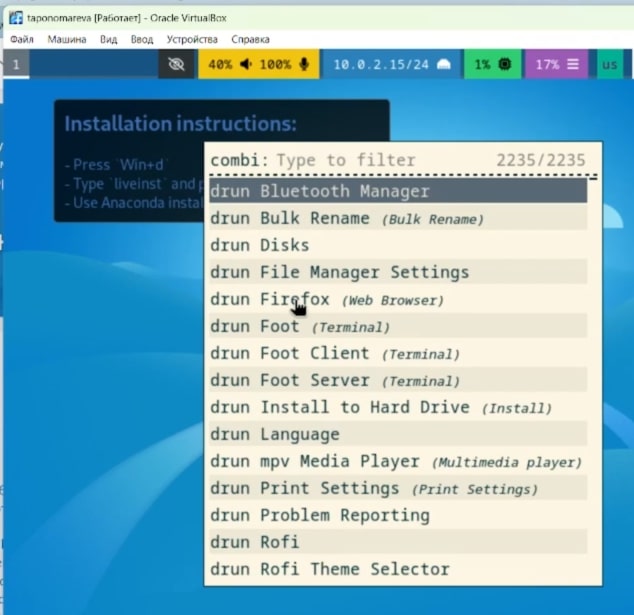 taponomareva [Работает] - Oracle VirtualBox
Файл Машина Вид Ввод Устройства Справка
1 40% 100% 10.0.2.15/24 1% 17% us
Installation instructions:
- Press `Win+d`
- Type `liveinst` and
- Use Anaconda
combi: Type to filter 2235/2235
drun Bluetooth Manager
drun Bulk Rename (Bulk Rename)
drun Disks
drun File Manager Settings
drun Firefox (Web Browser)
drun Foot (Terminal)
drun Foot Client (Terminal)
drun Foot Server (Terminal)
drun Install to Hard Drive (Install)
drun Language
drun mpv Media Player (Multimedia player)
drun Print Settings (Print Settings)
drun Problem Reporting
drun Rofi
drun Rofi Theme Selector